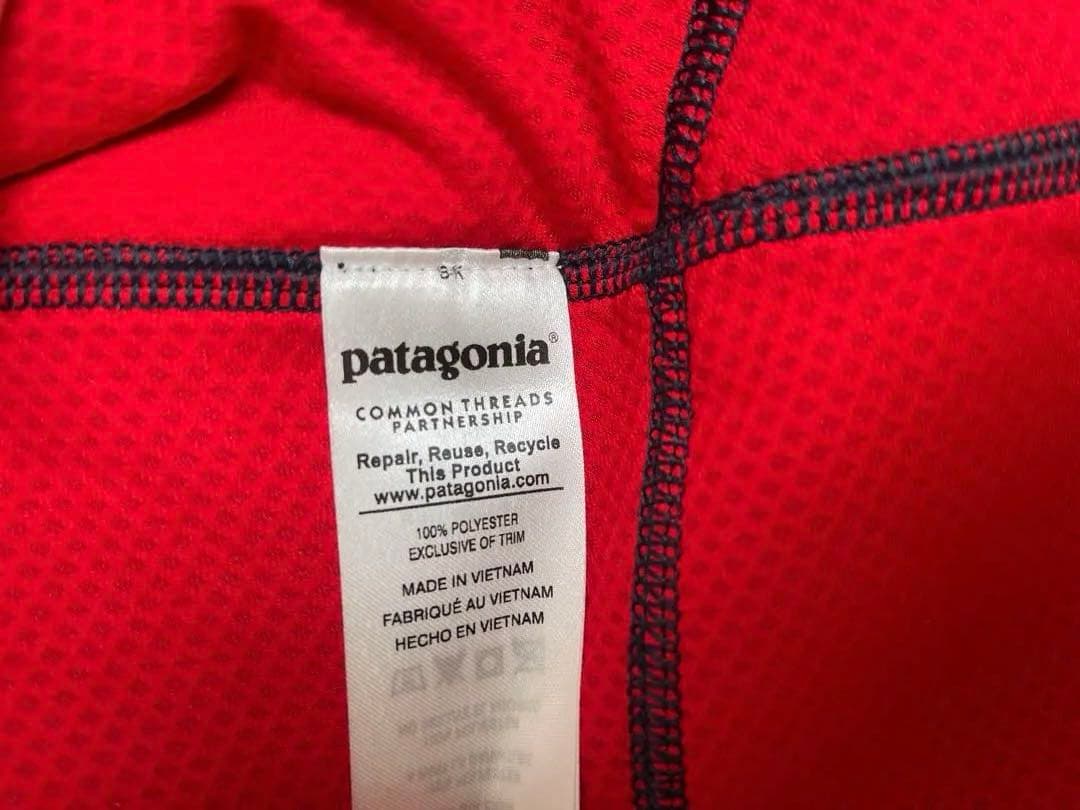 patagonia®
COMMON THREADS
PARTNERSHIP
Repair, Reuse, Recycle
This Product
www.patagonia.com
100% POLYESTER
EXCLUSIVE OF TRIM
MADE IN VIETNAM
FABRIQUÉ AU VIETNAM
HECHO EN VIETNAM